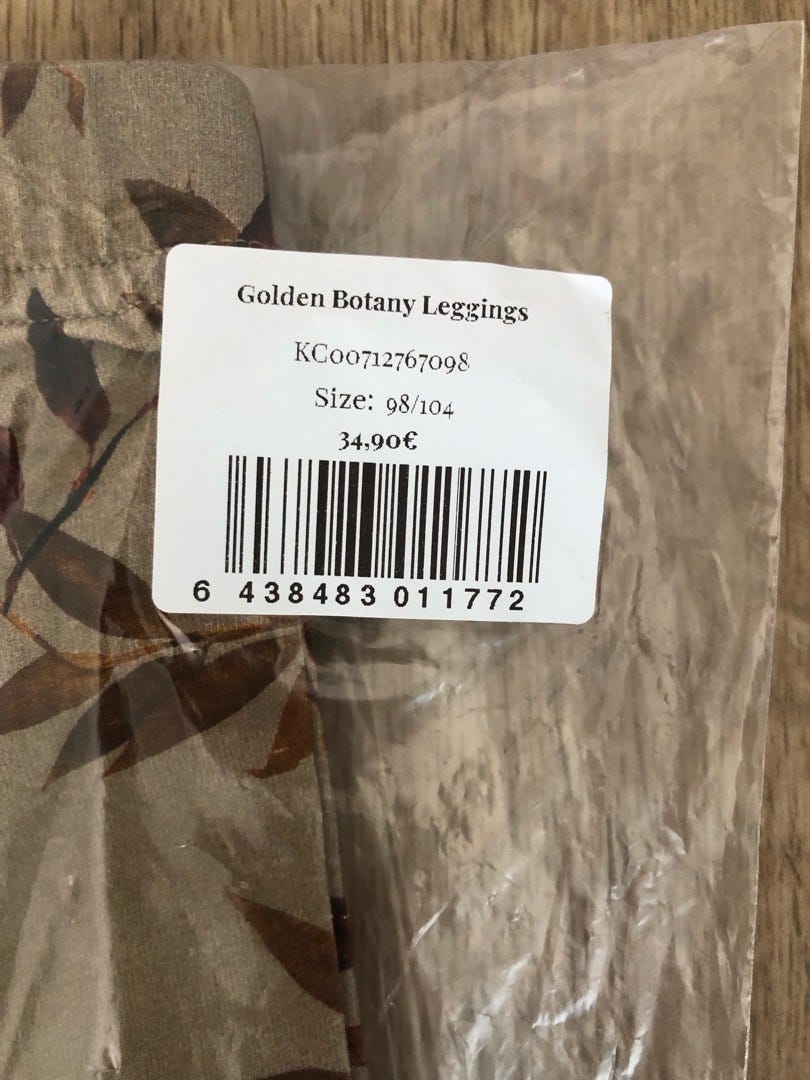 Golden Botany Leggings
KC00712767098
Size: 98/104
34,90€
6 438483 011772